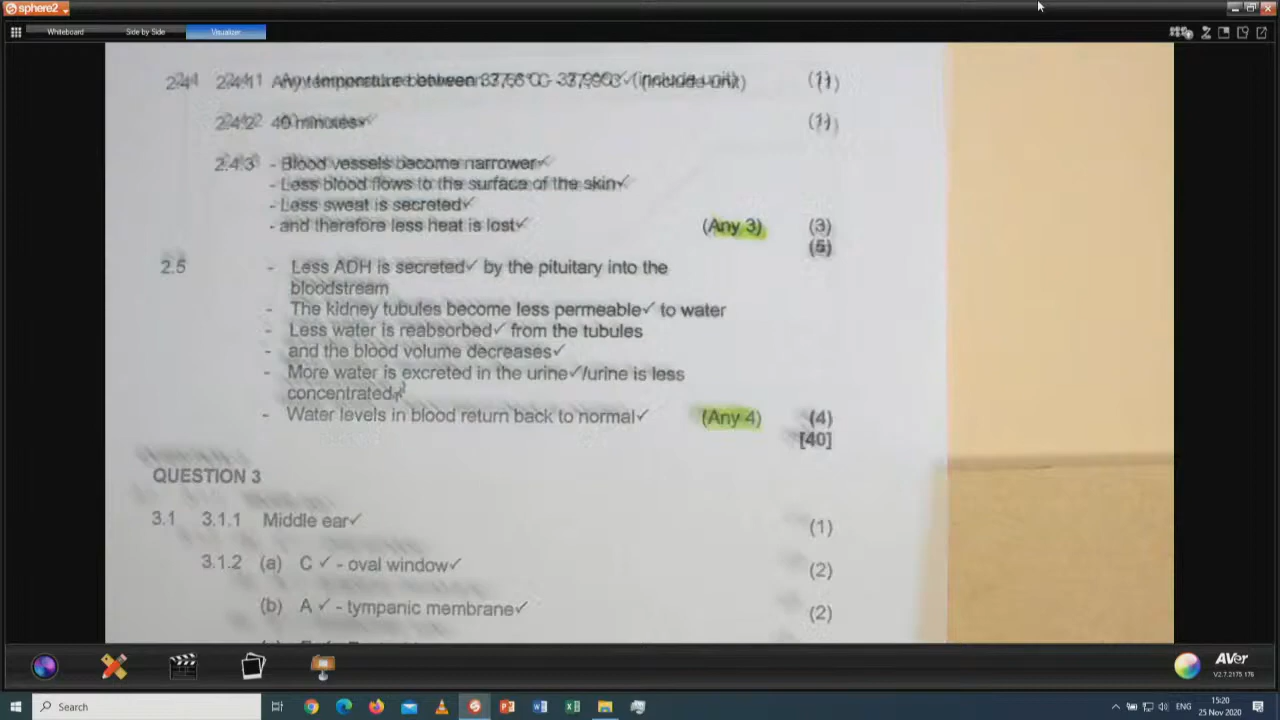 sphere2
Whiteboard Side by Side Visualizer
2.4 2.4.1 Any temperature between (include unit) (1)
2.4.2 40 minutes✓ (1)
2.4.3 - Blood vessels become narrower✓
- Less blood flows to the surface of the skin✓
- Less sweat is secreted✓
- and therefore less heat is lost✓ (Any 3) (3)
(5)
2.5 - Less ADH is secreted✓ by the pituitary into the
bloodstream
- The kidney tubules become less permeable✓ to water
- Less water is reabsorbed✓ from the tubules
- and the blood volume decreases✓
- More water is excreted in the urine✓/urine is less
concentrated✓
- Water levels in blood return back to normal✓ (Any 4) (4)
[40]
QUESTION 3
3.1 3.1.1 Middle ear✓ (1)
3.1.2 (a) C ✓ - oval window✓ (2)
(b) A ✓ - tympanic membrane✓ (2)
AVer
V2.7.2175.178
Search
ENG
15:20
25 Nov 2020